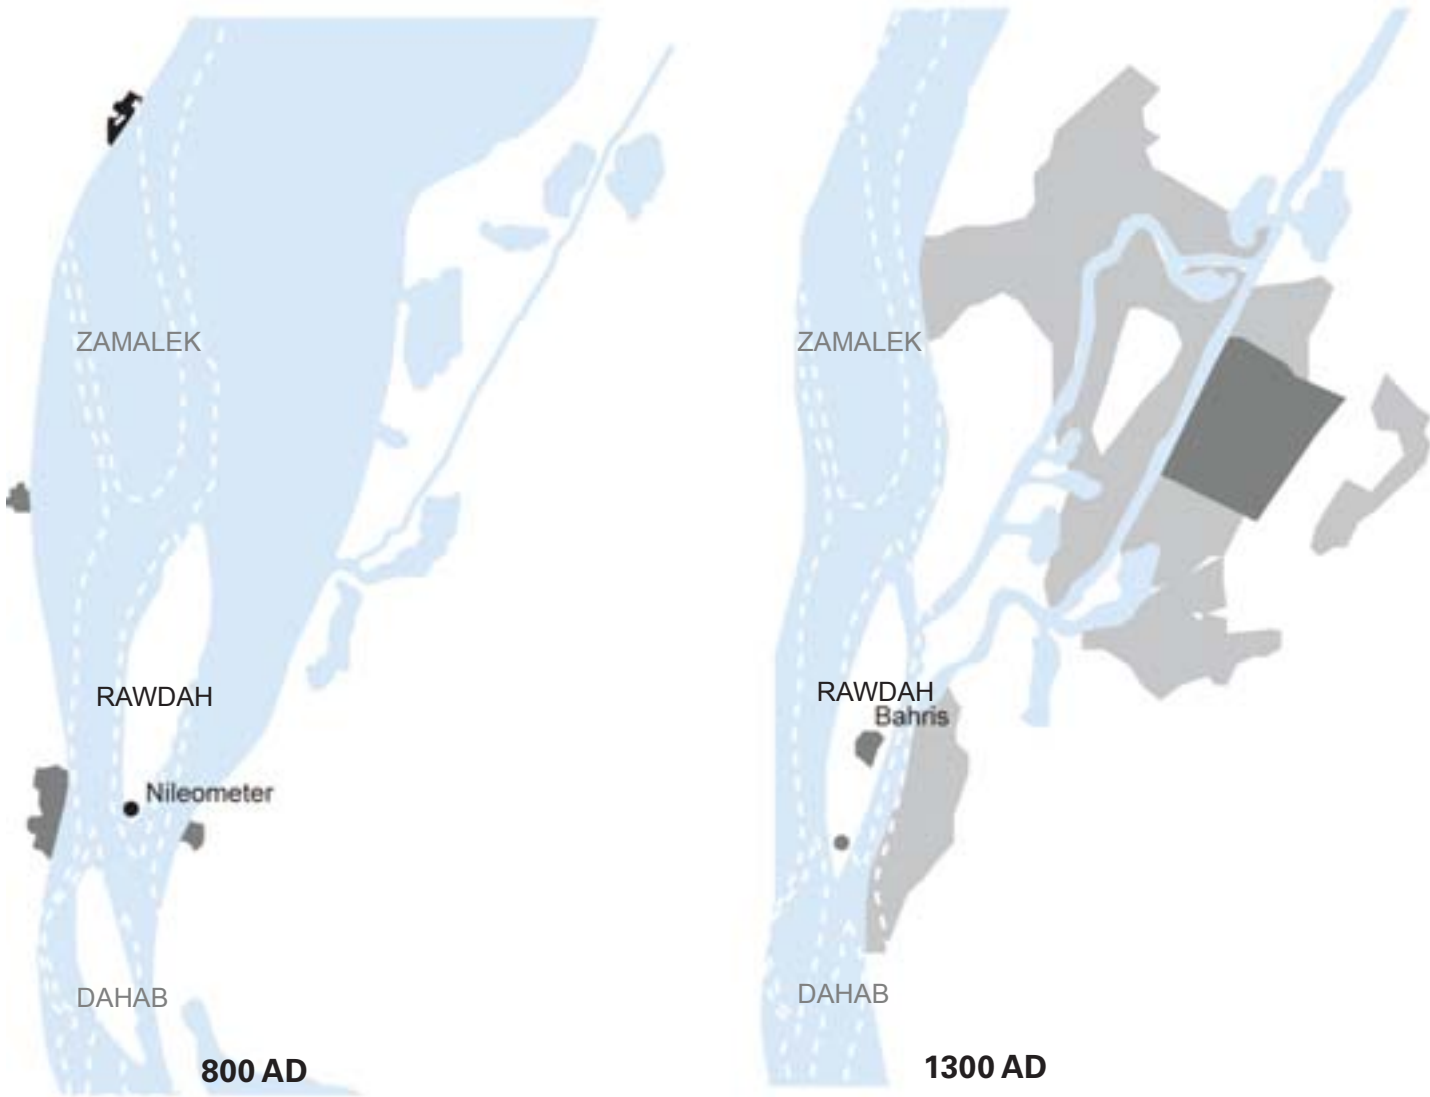 ZAMALEK
RAWDAH
Nileometer
DAHAB
800 AD
ZAMALEK
RAWDAH
Bahris
DAHAB
1300 AD